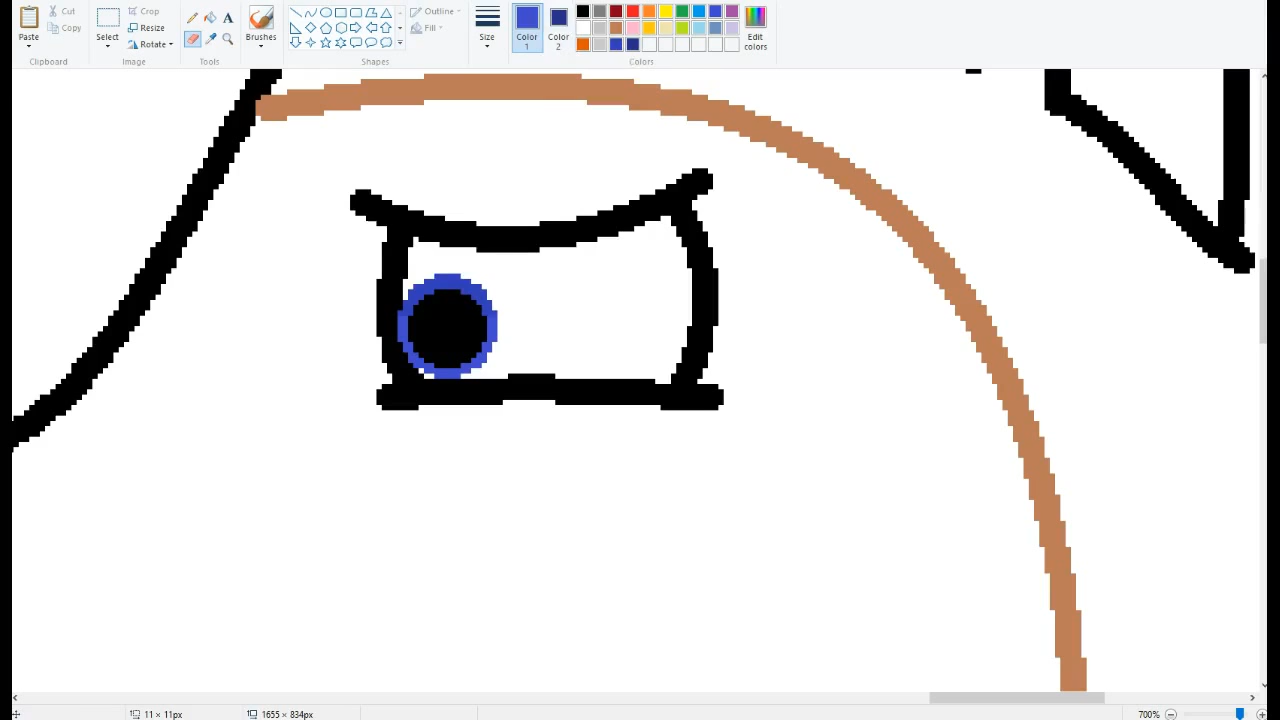 Paste
Cut
Copy
Clipboard
Select
Crop
Resize
Rotate
Image
A
Tools
Brushes
Outline
Fill
Shapes
Size
Color 1
Color 2
Edit colors
Colors
11 × 11px
1655 × 834px
700%